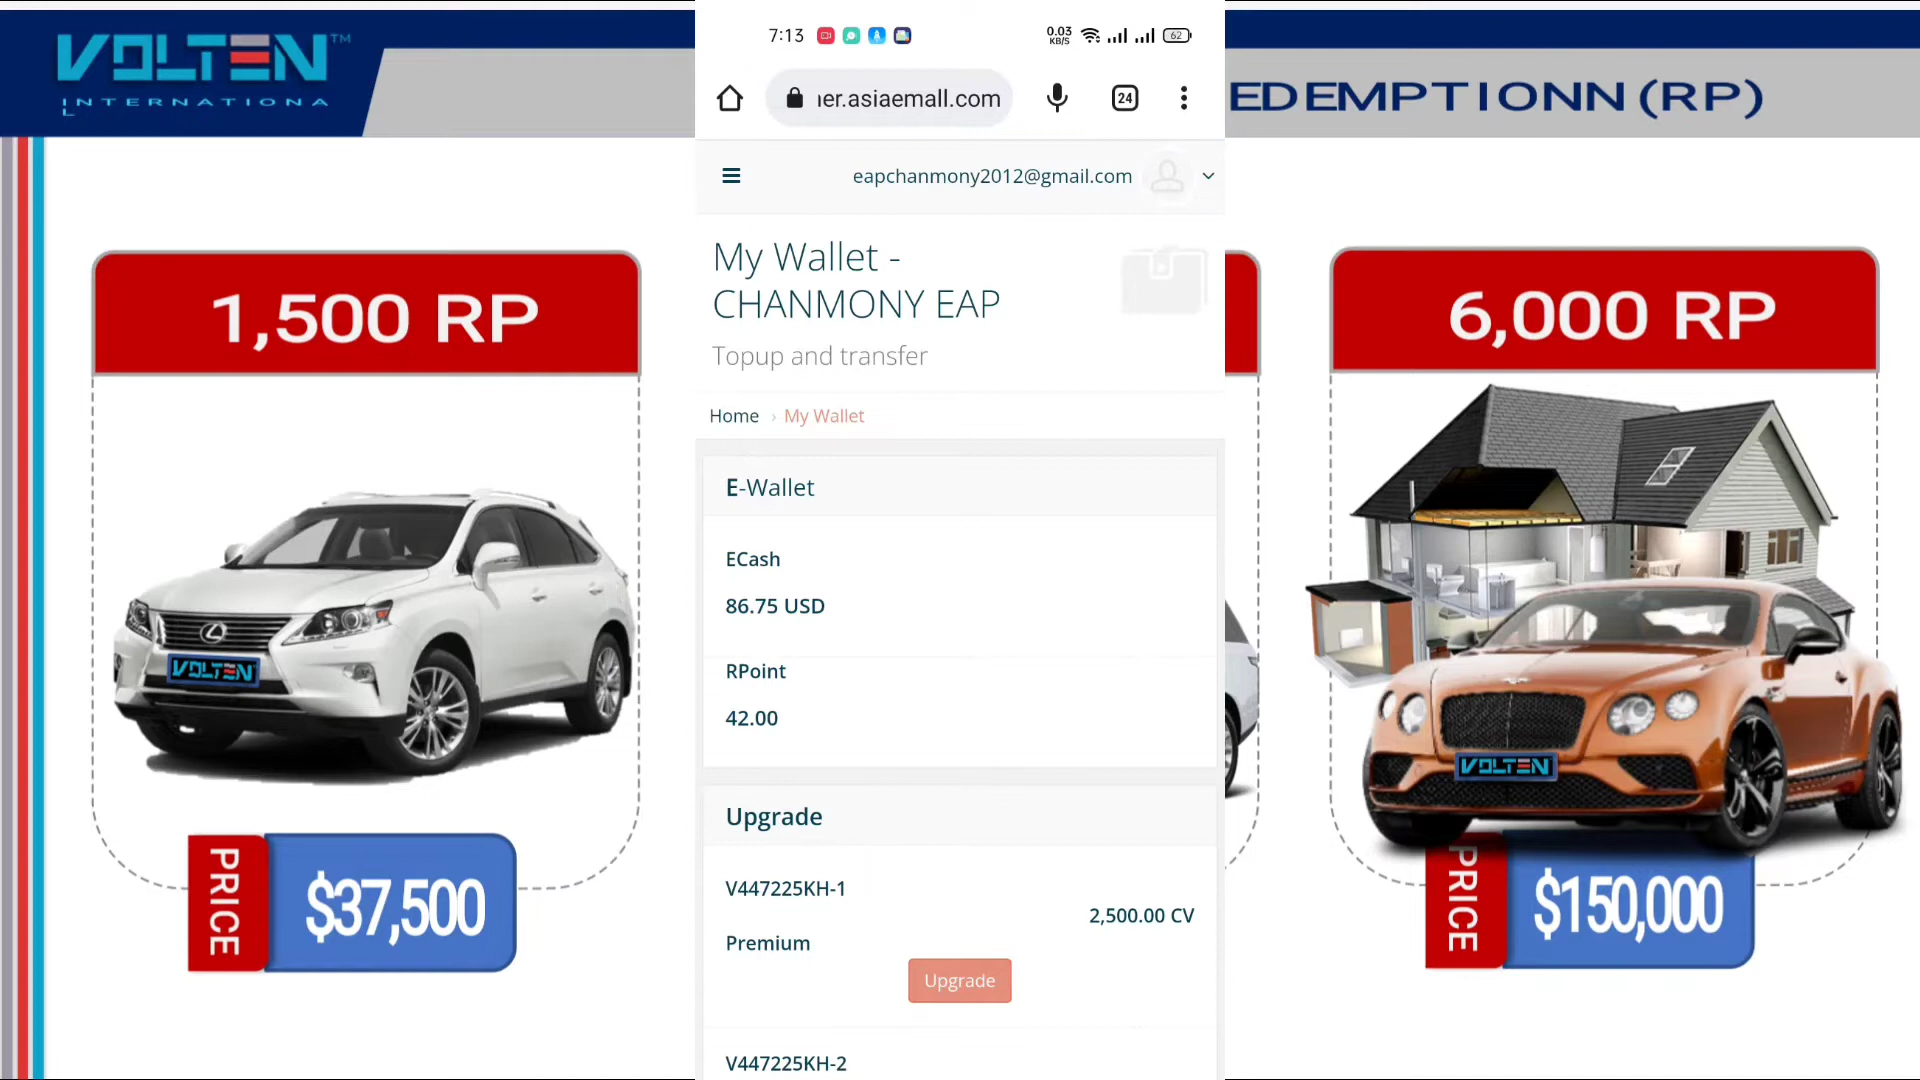 VOLTEN™
INTERNATIONA
L
EDEMPTIONN (RP)
1,500 RP
VOLTEN
PRICE
$37,500
7:13
0.03
KB/S
62
ıer.asiaemall.com
24
eapchanmony2012@gmail.com
My Wallet -
CHANMONY EAP
Topup and transfer
Home › My Wallet
E-Wallet
ECash
86.75 USD
RPoint
42.00
Upgrade
V447225KH-1
2,500.00 CV
Premium
Upgrade
V447225KH-2
6,000 RP
VOLTEN
PRICE
$150,000